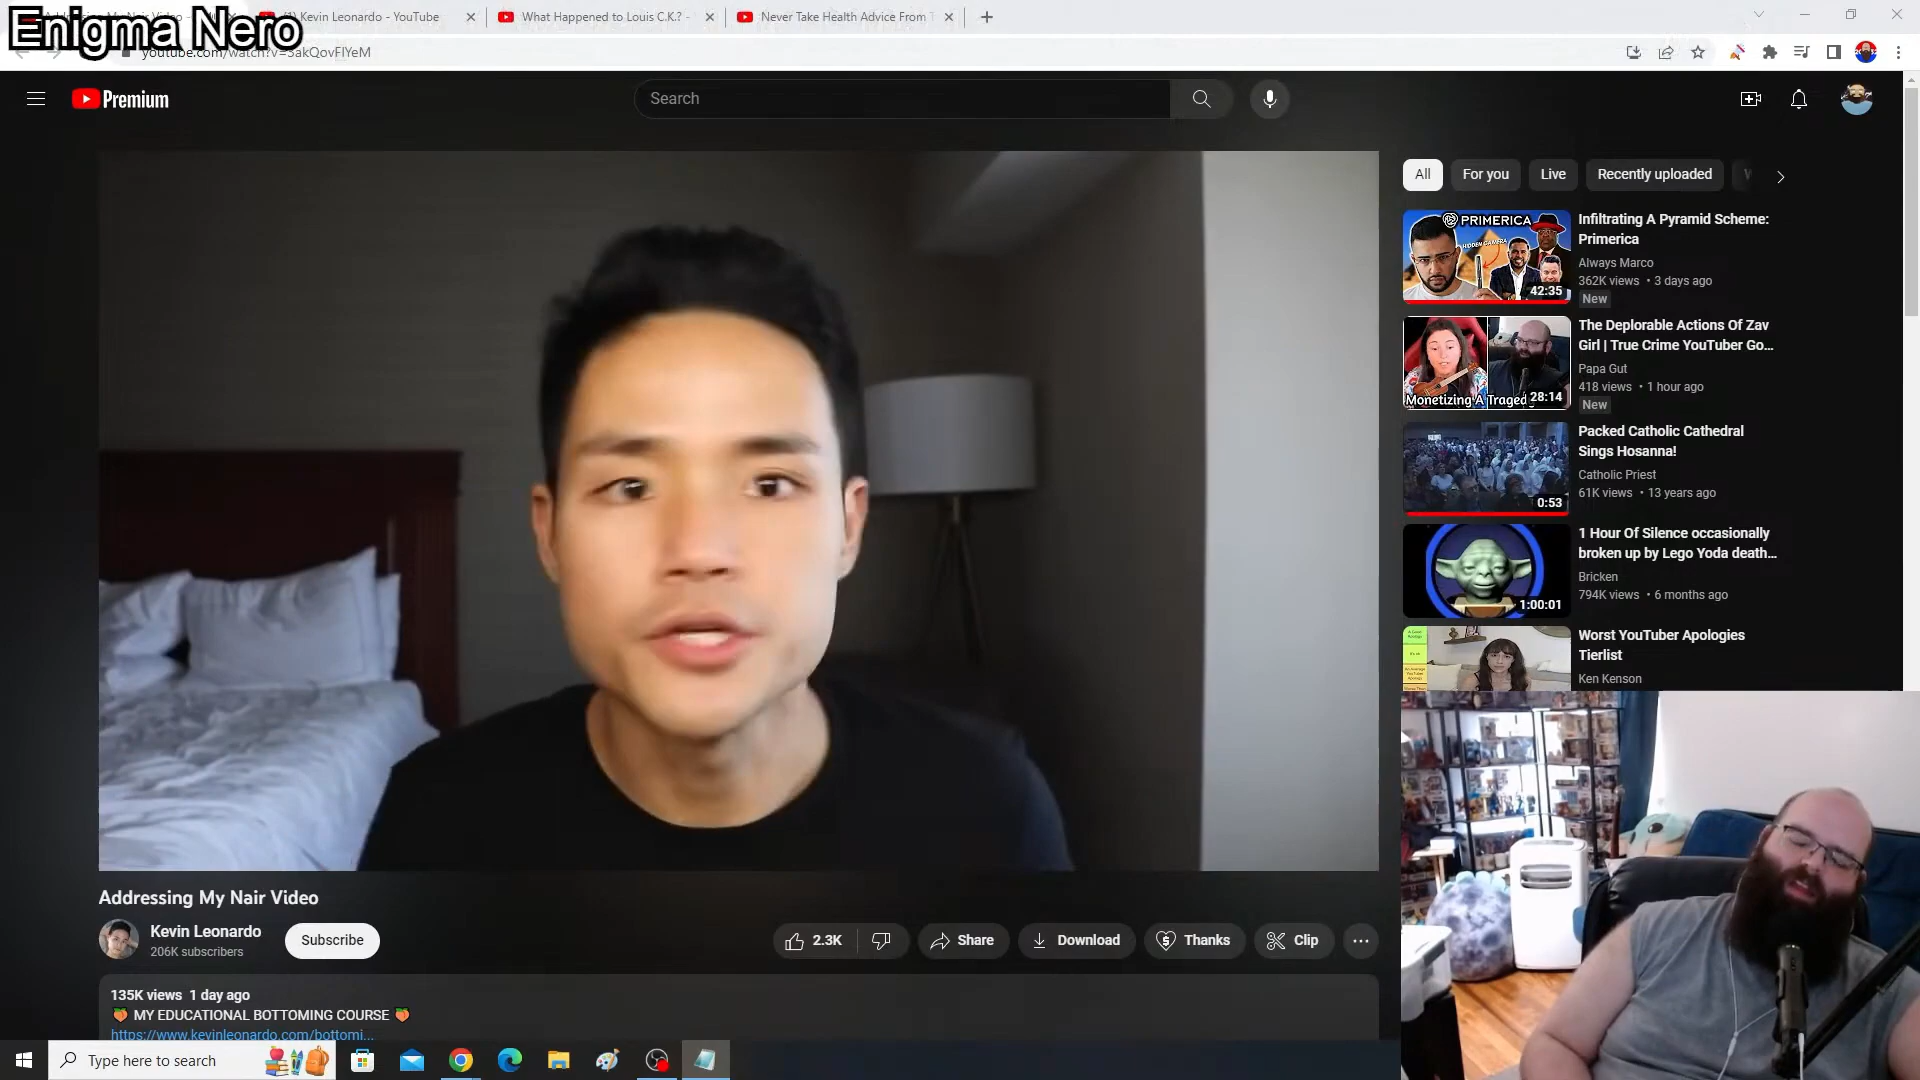 Enigma Nero
(1) Kevin Leonardo - YouTube
What Happened to Louis C.K.? -
Never Take Health Advice From
youtube.com/watch?v=3akQovFlYeM
Premium
Search
All
For you
Live
Recently uploaded
PRIMERICA
HIDDEN CAMERA
42:35
Infiltrating A Pyramid Scheme:
Primerica
Always Marco
362K views • 3 days ago
New
Monetizing A Traged
28:14
The Deplorable Actions Of Zav
Girl | True Crime YouTuber Go...
Papa Gut
418 views • 1 hour ago
New
0:53
Packed Catholic Cathedral
Sings Hosanna!
Catholic Priest
61K views • 13 years ago
1:00:01
1 Hour Of Silence occasionally
broken up by Lego Yoda death...
Bricken
794K views • 6 months ago
Worst YouTuber Apologies
Tierlist
Ken Kenson
Addressing My Nair Video
Kevin Leonardo
206K subscribers
Subscribe
2.3K
Share
Download
Thanks
Clip
135K views 1 day ago
🍑 MY EDUCATIONAL BOTTOMING COURSE 🍑
https://www.kevinleonardo.com/bottomi...
Type here to search